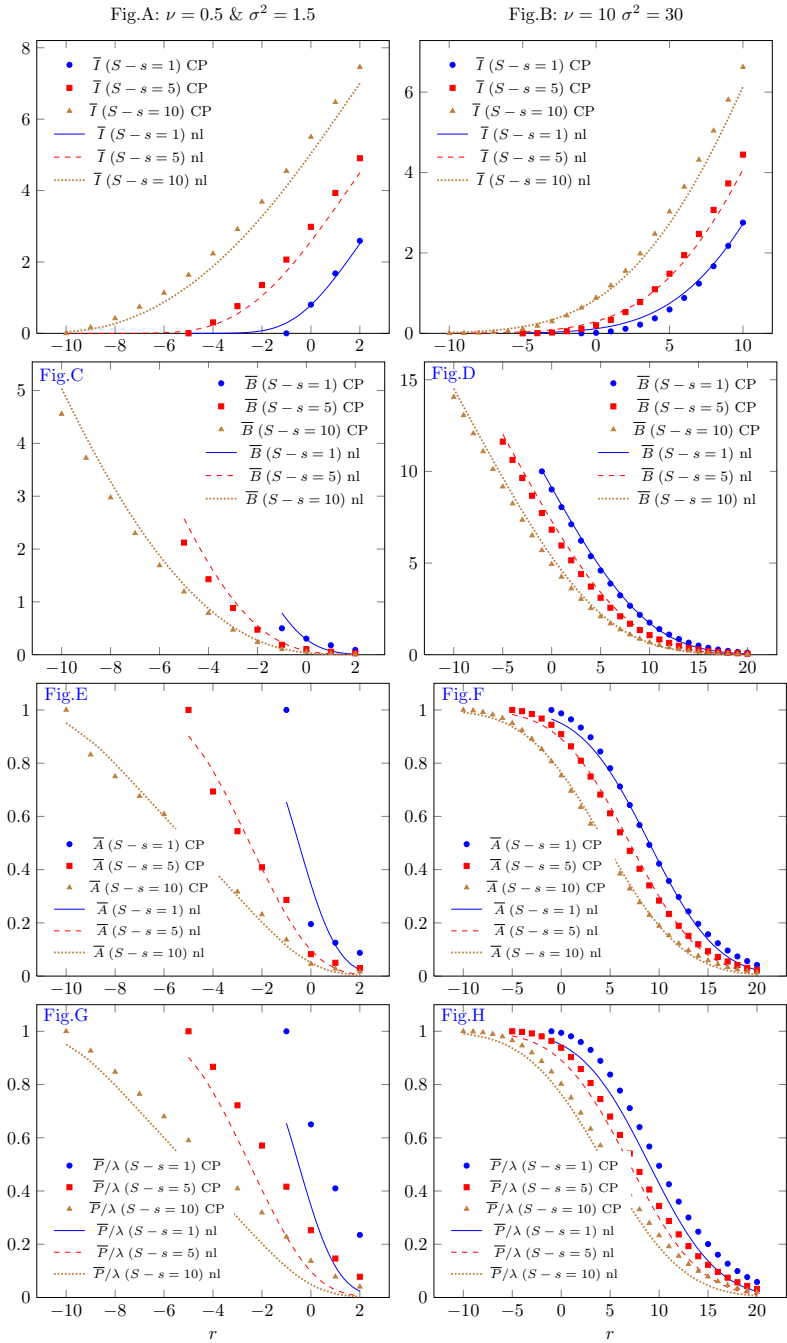 Fig.A: ν = 0.5 & σ² = 1.5
Fig.B: ν = 10 σ² = 30
8
6
4
2
0
−10 −8 −6 −4 −2 0 2
I̅ (S − s = 1) CP
I̅ (S − s = 5) CP
I̅ (S − s = 10) CP
I̅ (S − s = 1) nl
I̅ (S − s = 5) nl
I̅ (S − s = 10) nl
6
4
2
0
−10 −5 0 5 10
I̅ (S − s = 1) CP
I̅ (S − s = 5) CP
I̅ (S − s = 10) CP
I̅ (S − s = 1) nl
I̅ (S − s = 5) nl
I̅ (S − s = 10) nl
Fig.C
5
4
3
2
1
0
−10 −8 −6 −4 −2 0 2
B̅ (S − s = 1) CP
B̅ (S − s = 5) CP
B̅ (S − s = 10) CP
B̅ (S − s = 1) nl
B̅ (S − s = 5) nl
B̅ (S − s = 10) nl
Fig.D
15
10
5
0
−10 −5 0 5 10 15 20
B̅ (S − s = 1) CP
B̅ (S − s = 5) CP
B̅ (S − s = 10) CP
B̅ (S − s = 1) nl
B̅ (S − s = 5) nl
B̅ (S − s = 10) nl
Fig.E
1
0.8
0.6
0.4
0.2
0
−10 −8 −6 −4 −2 0 2
A̅ (S − s = 1) CP
A̅ (S − s = 5) CP
A̅ (S − s = 10) CP
A̅ (S − s = 1) nl
A̅ (S − s = 5) nl
A̅ (S − s = 10) nl
Fig.F
1
0.8
0.6
0.4
0.2
0
−10 −5 0 5 10 15 20
A̅ (S − s = 1) CP
A̅ (S − s = 5) CP
A̅ (S − s = 10) CP
A̅ (S − s = 1) nl
A̅ (S − s = 5) nl
A̅ (S − s = 10) nl
Fig.G
1
0.8
0.6
0.4
0.2
0
−10 −8 −6 −4 −2 0 2
r
P̅/λ (S − s = 1) CP
P̅/λ (S − s = 5) CP
P̅/λ (S − s = 10) CP
P̅/λ (S − s = 1) nl
P̅/λ (S − s = 5) nl
P̅/λ (S − s = 10) nl
Fig.H
1
0.8
0.6
0.4
0.2
0
−10 −5 0 5 10 15 20
r
P̅/λ (S − s = 1) CP
P̅/λ (S − s = 5) CP
P̅/λ (S − s = 10) CP
P̅/λ (S − s = 1) nl
P̅/λ (S − s = 5) nl
P̅/λ (S − s = 10) nl